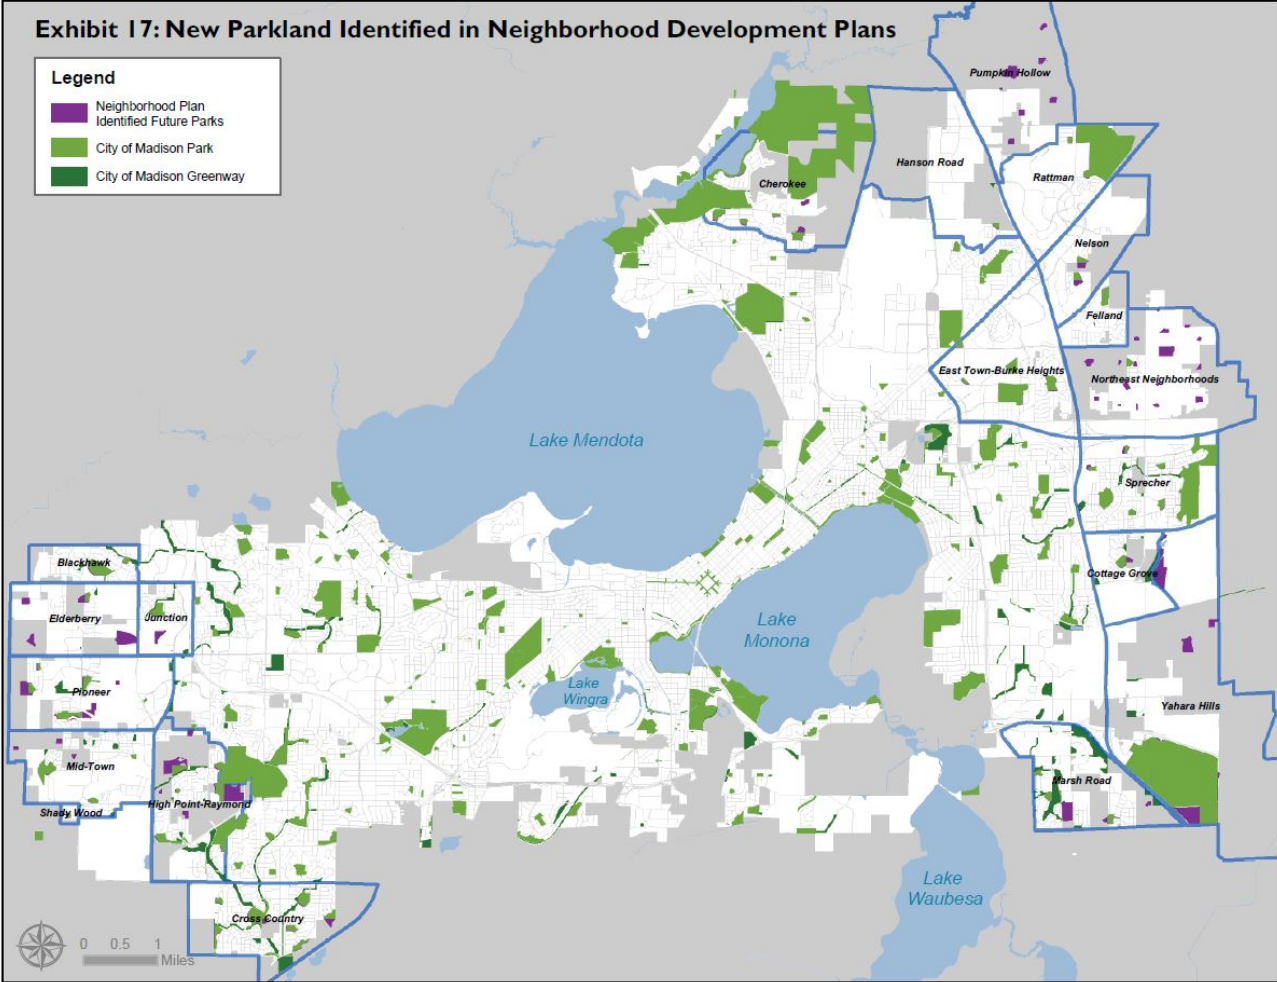 Exhibit 17: New Parkland Identified in Neighborhood Development Plans
Legend
Neighborhood Plan
Identified Future Parks
City of Madison Park
City of Madison Greenway
Pumpkin Hollow
Hanson Road
Rattman
Cherokee
Nelson
Felland
East Town-Burke Heights
Northeast Neighborhoods
Lake Mendota
Sprecher
Blackhawk
Cottage Grove
Elderberry
Junction
Lake
Monona
Lake
Wingra
Pioneer
Yahara Hills
Mid-Town
Marsh Road
High Point-Raymond
Shady Wood
Lake
Waubesa
Cross Country
0 0.5 1
Miles